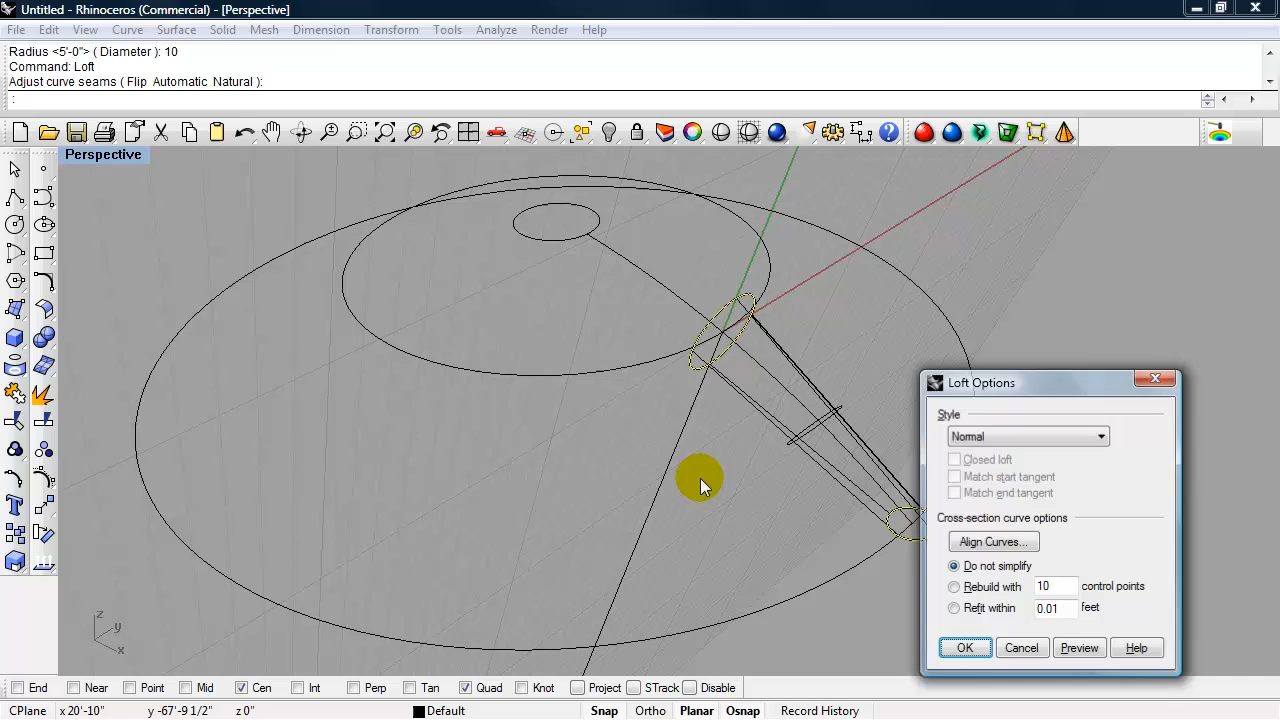 Untitled - Rhinoceros (Commercial) - [Perspective]
File Edit View Curve Surface Solid Mesh Dimension Transform Tools Analyze Render Help
Radius <5'-0"> ( Diameter ): 10
Command: Loft
Adjust curve seams ( Flip Automatic Natural ):
:
Perspective
Loft Options
Style
Normal
Closed loft
Match start tangent
Match end tangent
Cross-section curve options
Align Curves...
Do not simplify
Rebuild with 10 control points
Refit within 0.01 feet
OK Cancel Preview Help
z
y
x
End Near Point Mid Cen Int Perp Tan Quad Knot Project STrack Disable
CPlane x 20'-10" y -67'-9 1/2" z 0" Default Snap Ortho Planar Osnap Record History